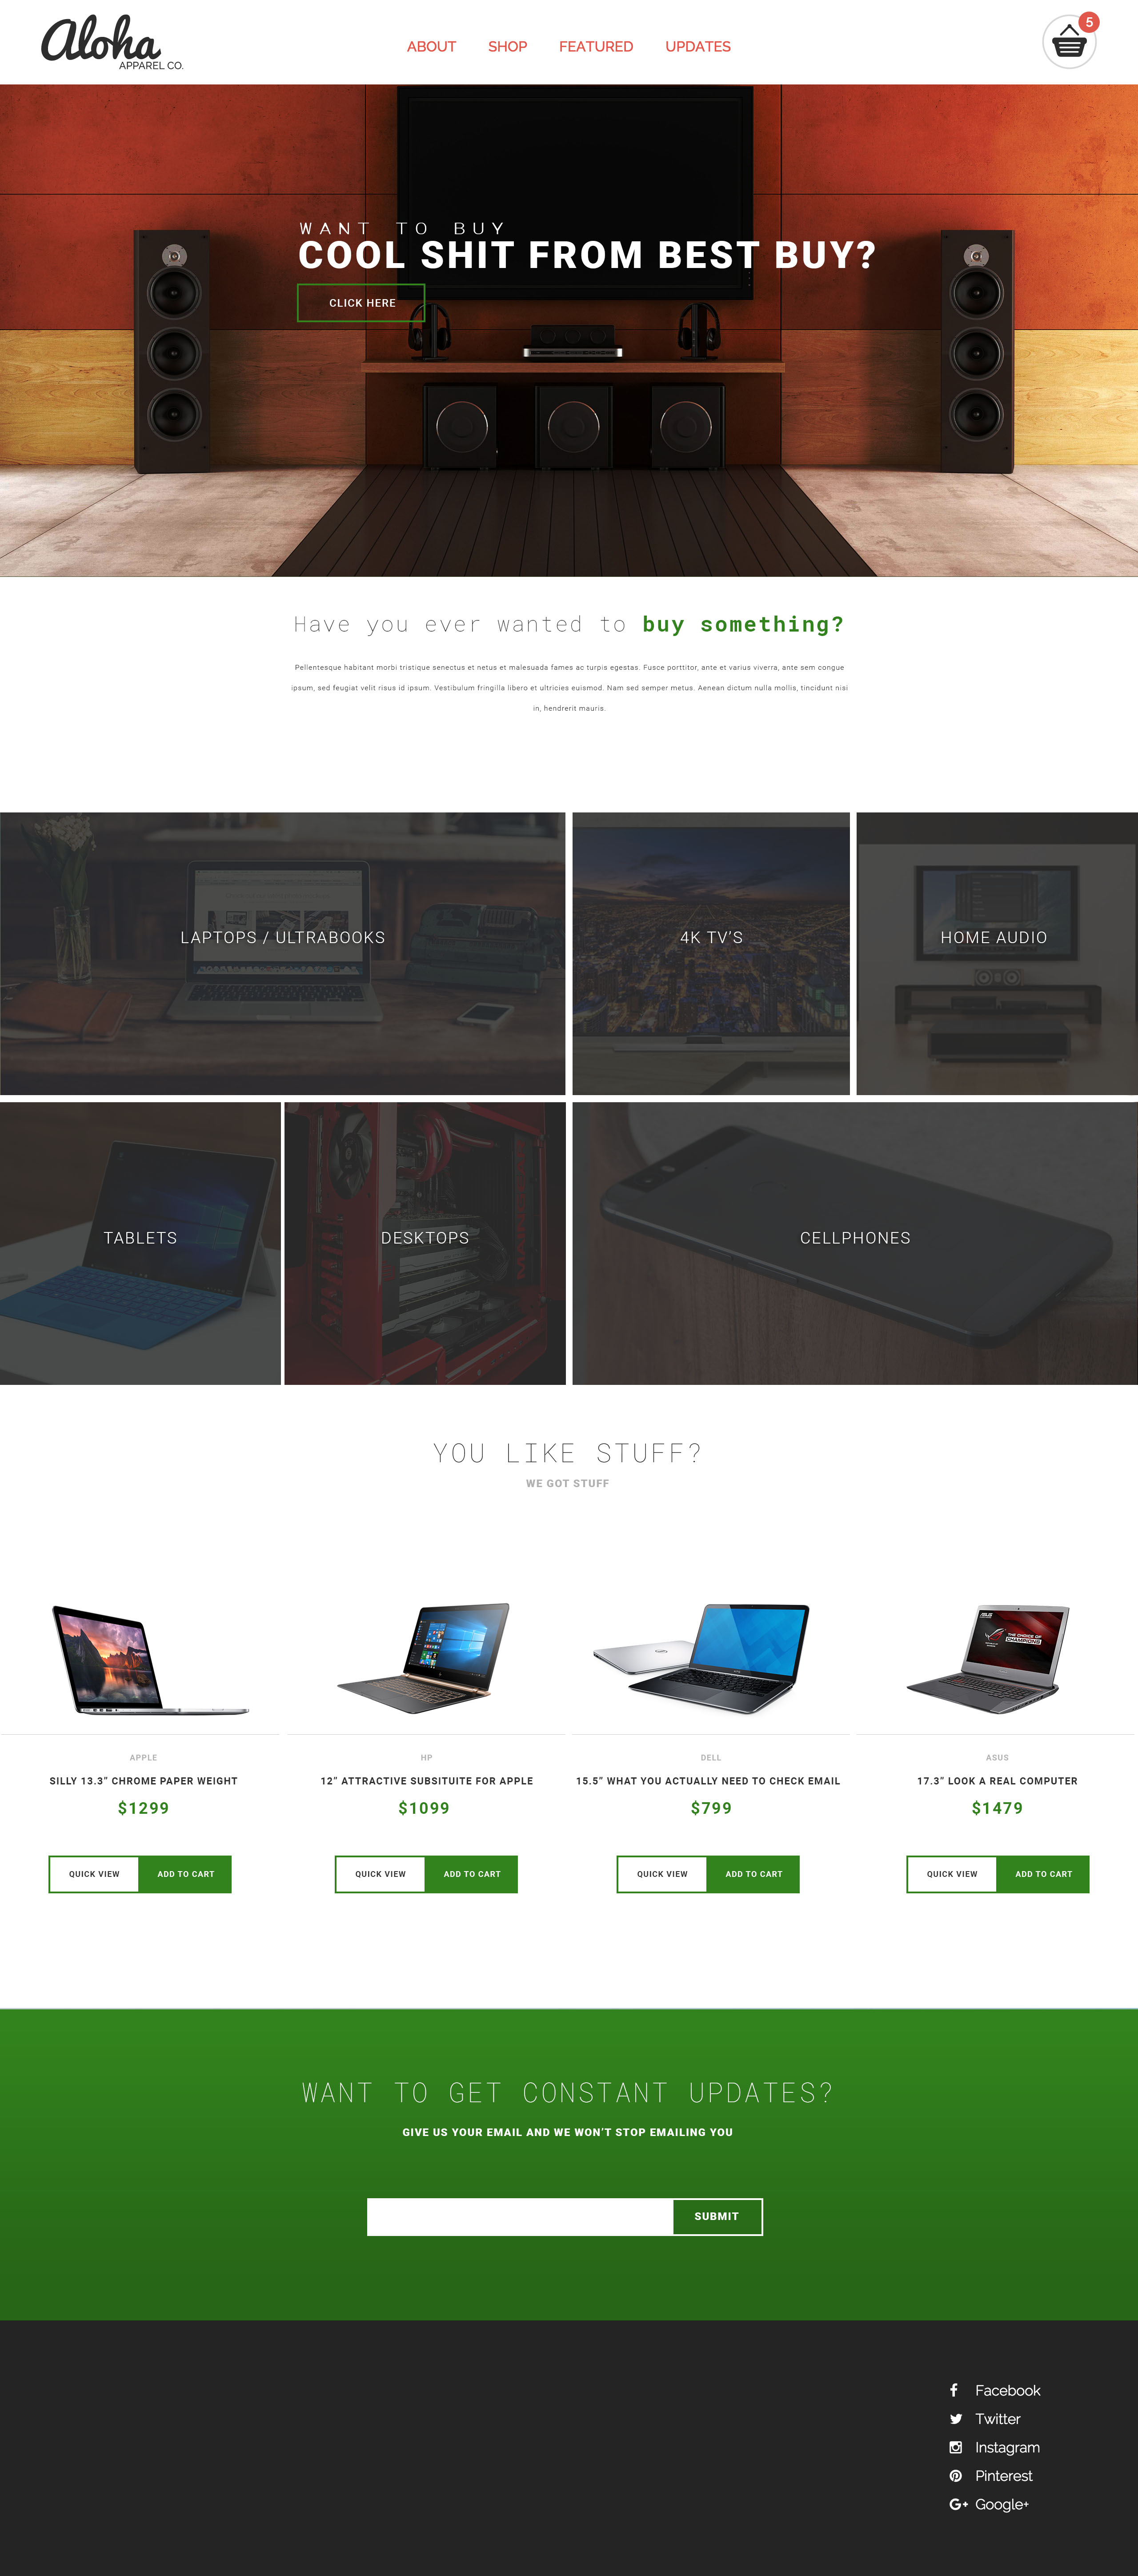 Aloha
APPAREL CO.
ABOUT SHOP FEATURED UPDATES
5
WANT TO BUY
COOL SHIT FROM BEST BUY?
CLICK HERE
Have you ever wanted to buy something?
Pellentesque habitant morbi tristique senectus et netus et malesuada fames ac turpis egestas. Fusce porttitor, ante et varius viverra, ante sem congue
ipsum, sed feugiat velit risus id ipsum. Vestibulum fringilla libero et ultricies euismod. Nam sed semper metus. Aenean dictum nulla mollis, tincidunt nisi
in, hendrerit mauris.
LAPTOPS / ULTRABOOKS
4K TV'S
HOME AUDIO
TABLETS
DESKTOPS
CELLPHONES
YOU LIKE STUFF?
WE GOT STUFF
ASUS
THE CHOICE OF
CHAMPIONS
APPLE
SILLY 13.3” CHROME PAPER WEIGHT
$1299
QUICK VIEW ADD TO CART
HP
12” ATTRACTIVE SUBSITUITE FOR APPLE
$1099
QUICK VIEW ADD TO CART
DELL
15.5” WHAT YOU ACTUALLY NEED TO CHECK EMAIL
$799
QUICK VIEW ADD TO CART
ASUS
17.3” LOOK A REAL COMPUTER
$1479
QUICK VIEW ADD TO CART
WANT TO GET CONSTANT UPDATES?
GIVE US YOUR EMAIL AND WE WON'T STOP EMAILING YOU
SUBMIT
Facebook
Twitter
Instagram
Pinterest
G+ Google+